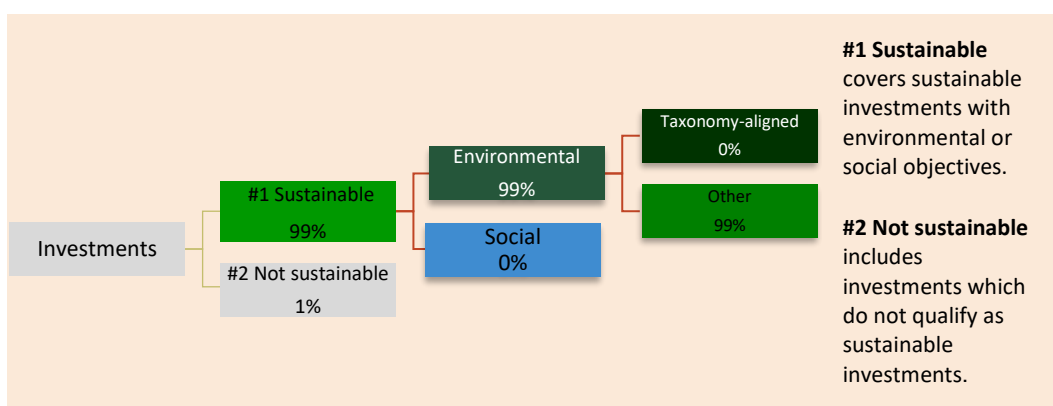 Investments
#1 Sustainable
99%
#2 Not sustainable
1%
Environmental
99%
Social
0%
Taxonomy-aligned
0%
Other
99%
#1 Sustainable
covers sustainable
investments with
environmental or
social objectives.
#2 Not sustainable
includes
investments which
do not qualify as
sustainable
investments.